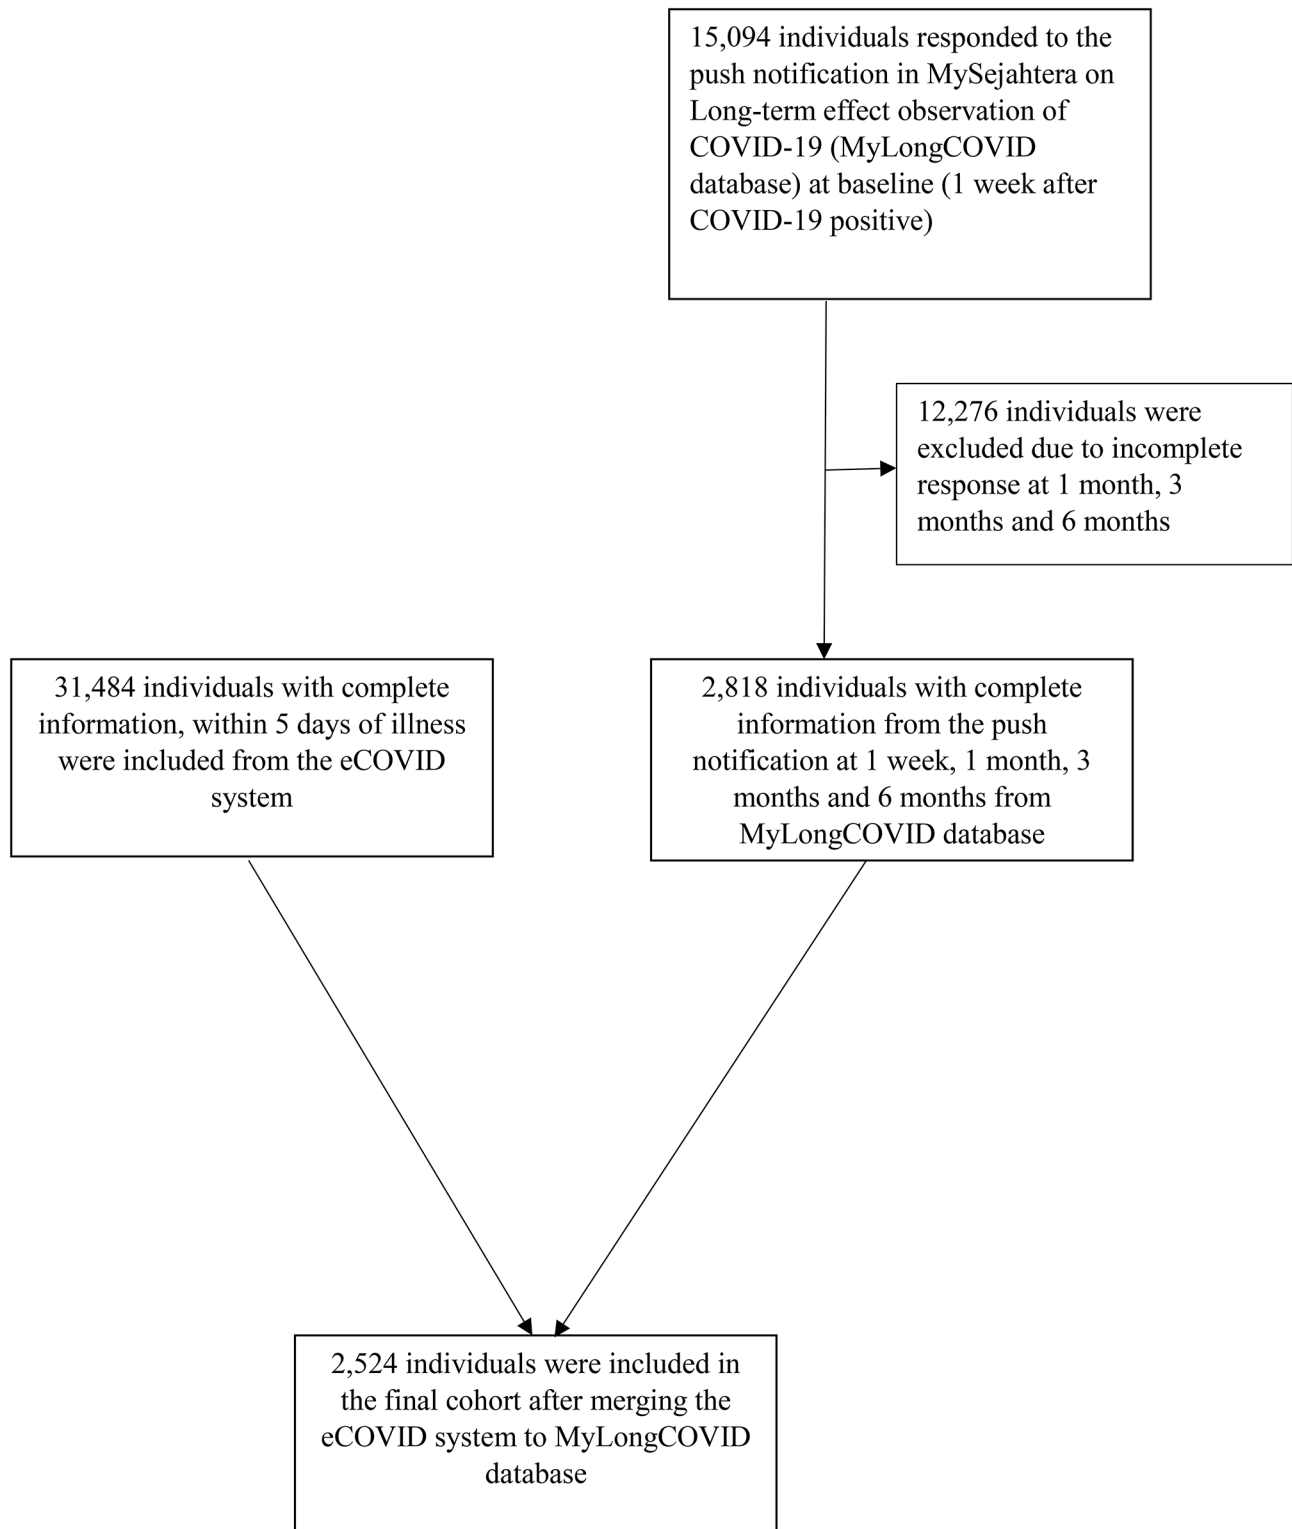 15,094 individuals responded to the
push notification in MySejahtera on
Long-term effect observation of
COVID-19 (MyLongCOVID
database) at baseline (1 week after
COVID-19 positive)
12,276 individuals were
excluded due to incomplete
response at 1 month, 3
months and 6 months
31,484 individuals with complete
information, within 5 days of illness
were included from the eCOVID
system
2,818 individuals with complete
information from the push
notification at 1 week, 1 month, 3
months and 6 months from
MyLongCOVID database
2,524 individuals were included in
the final cohort after merging the
eCOVID system to MyLongCOVID
database